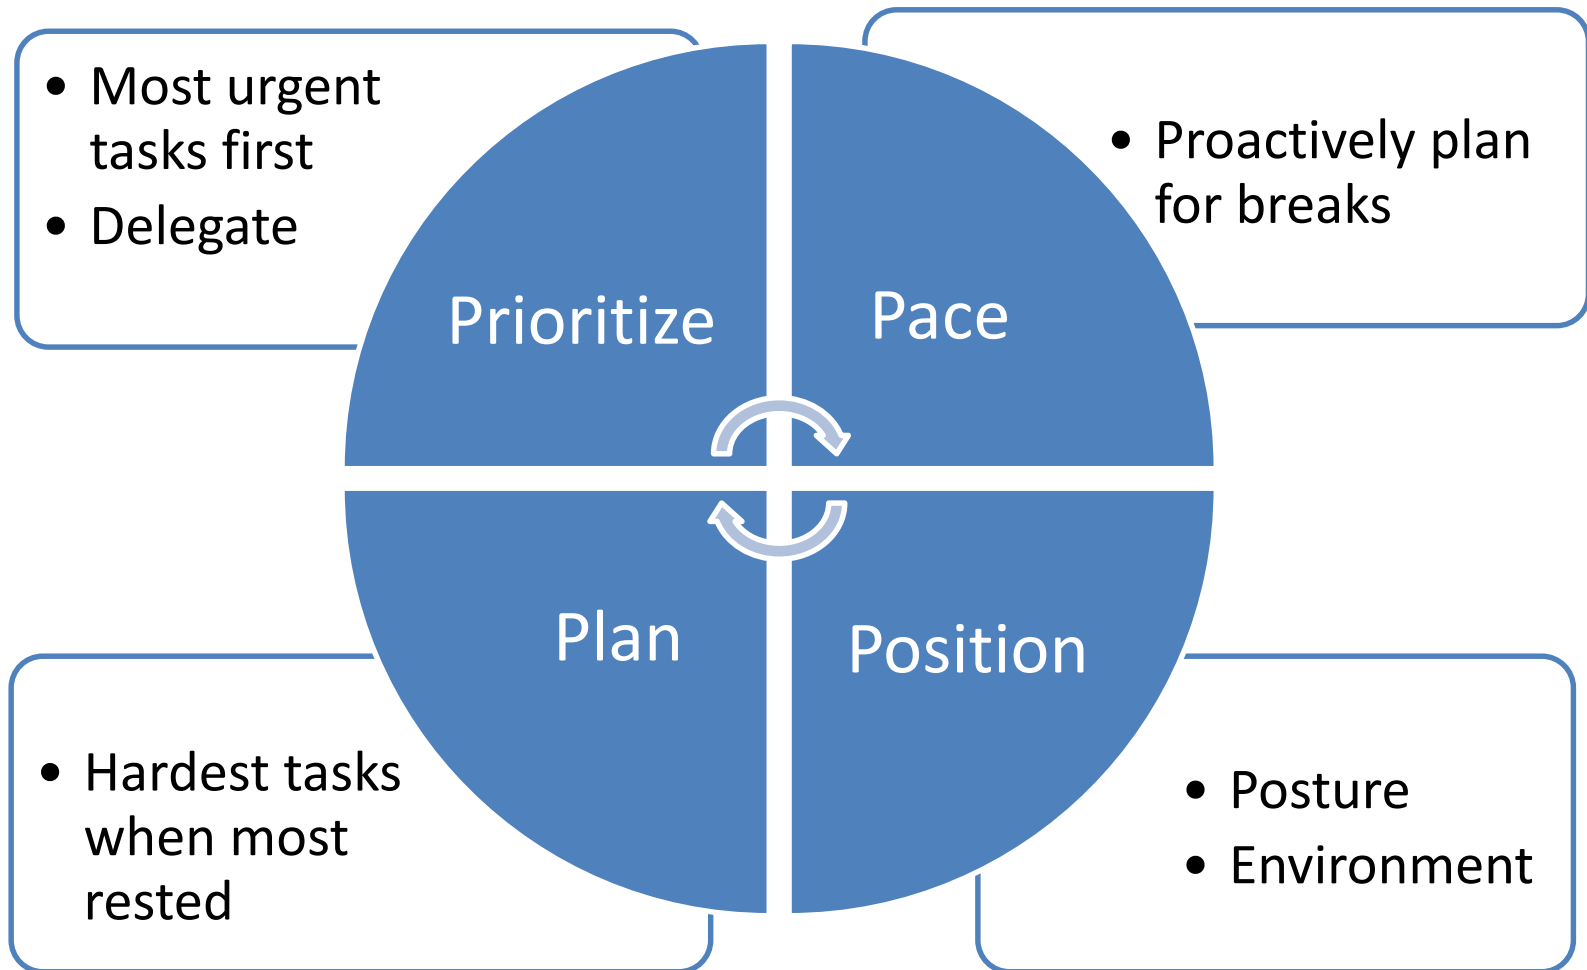 • Most urgent
tasks first
• Delegate
Prioritize
• Proactively plan
for breaks
Pace
• Hardest tasks
when most
rested
Plan
• Posture
• Environment
Position